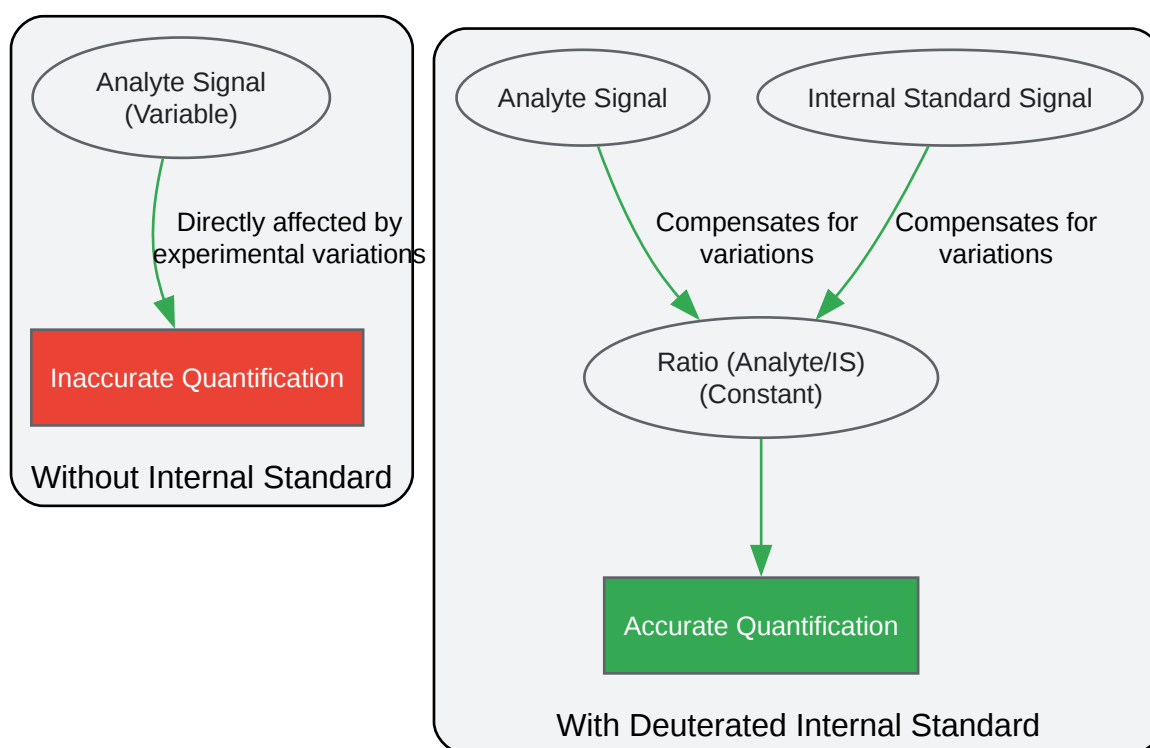 Analyte Signal
(Variable)
Directly affected by
experimental variations
Inaccurate Quantification
Without Internal Standard
Analyte Signal
Internal Standard Signal
Compensates for
variations
Compensates for
variations
Ratio (Analyte/IS)
(Constant)
Accurate Quantification
With Deuterated Internal Standard